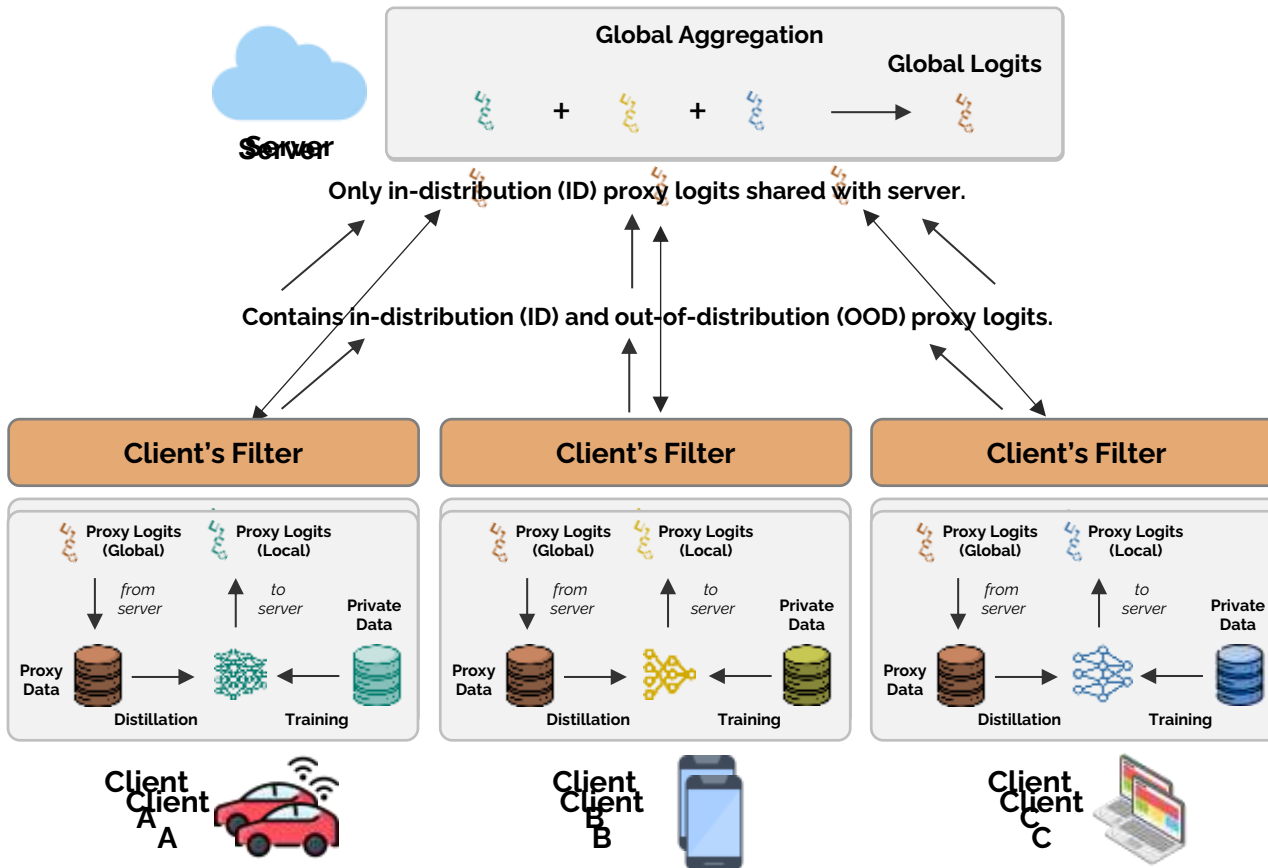 Global Aggregation
Global Logits
+ + +
Server
Server
Only in-distribution (ID) proxy logits shared with server.
Contains in-distribution (ID) and out-of-distribution (OOD) proxy logits.
Client’s Filter
Client’s Filter
Client’s Filter
Proxy Logits
(Global)
Proxy Logits
(Local)
from
server
to
server
Private
Data
Proxy
Data
Distillation
Training
Proxy Logits
(Global)
Proxy Logits
(Local)
from
server
to
server
Private
Data
Proxy
Data
Distillation
Training
Proxy Logits
(Global)
Proxy Logits
(Local)
from
server
to
server
Private
Data
Proxy
Data
Distillation
Training
Client
A
Client
A
Client
B
Client
B
Client
C
Client
C